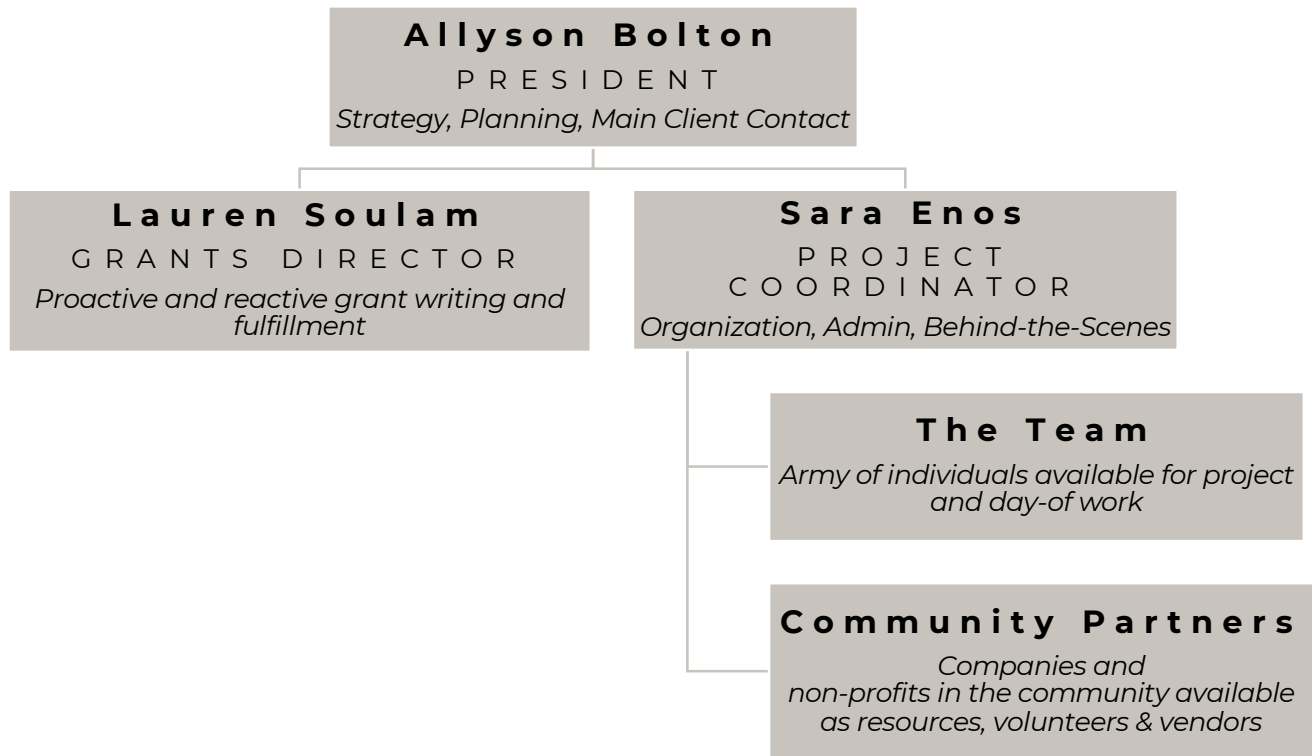 Allyson Bolton
PRESIDENT
Strategy, Planning, Main Client Contact
Lauren Soulam
GRANTS DIRECTOR
Proactive and reactive grant writing and
fulfillment
Sara Enos
PROJECT
COORDINATOR
Organization, Admin, Behind-the-Scenes
The Team
Army of individuals available for project
and day-of work
Community Partners
Companies and
non-profits in the community available
as resources, volunteers & vendors